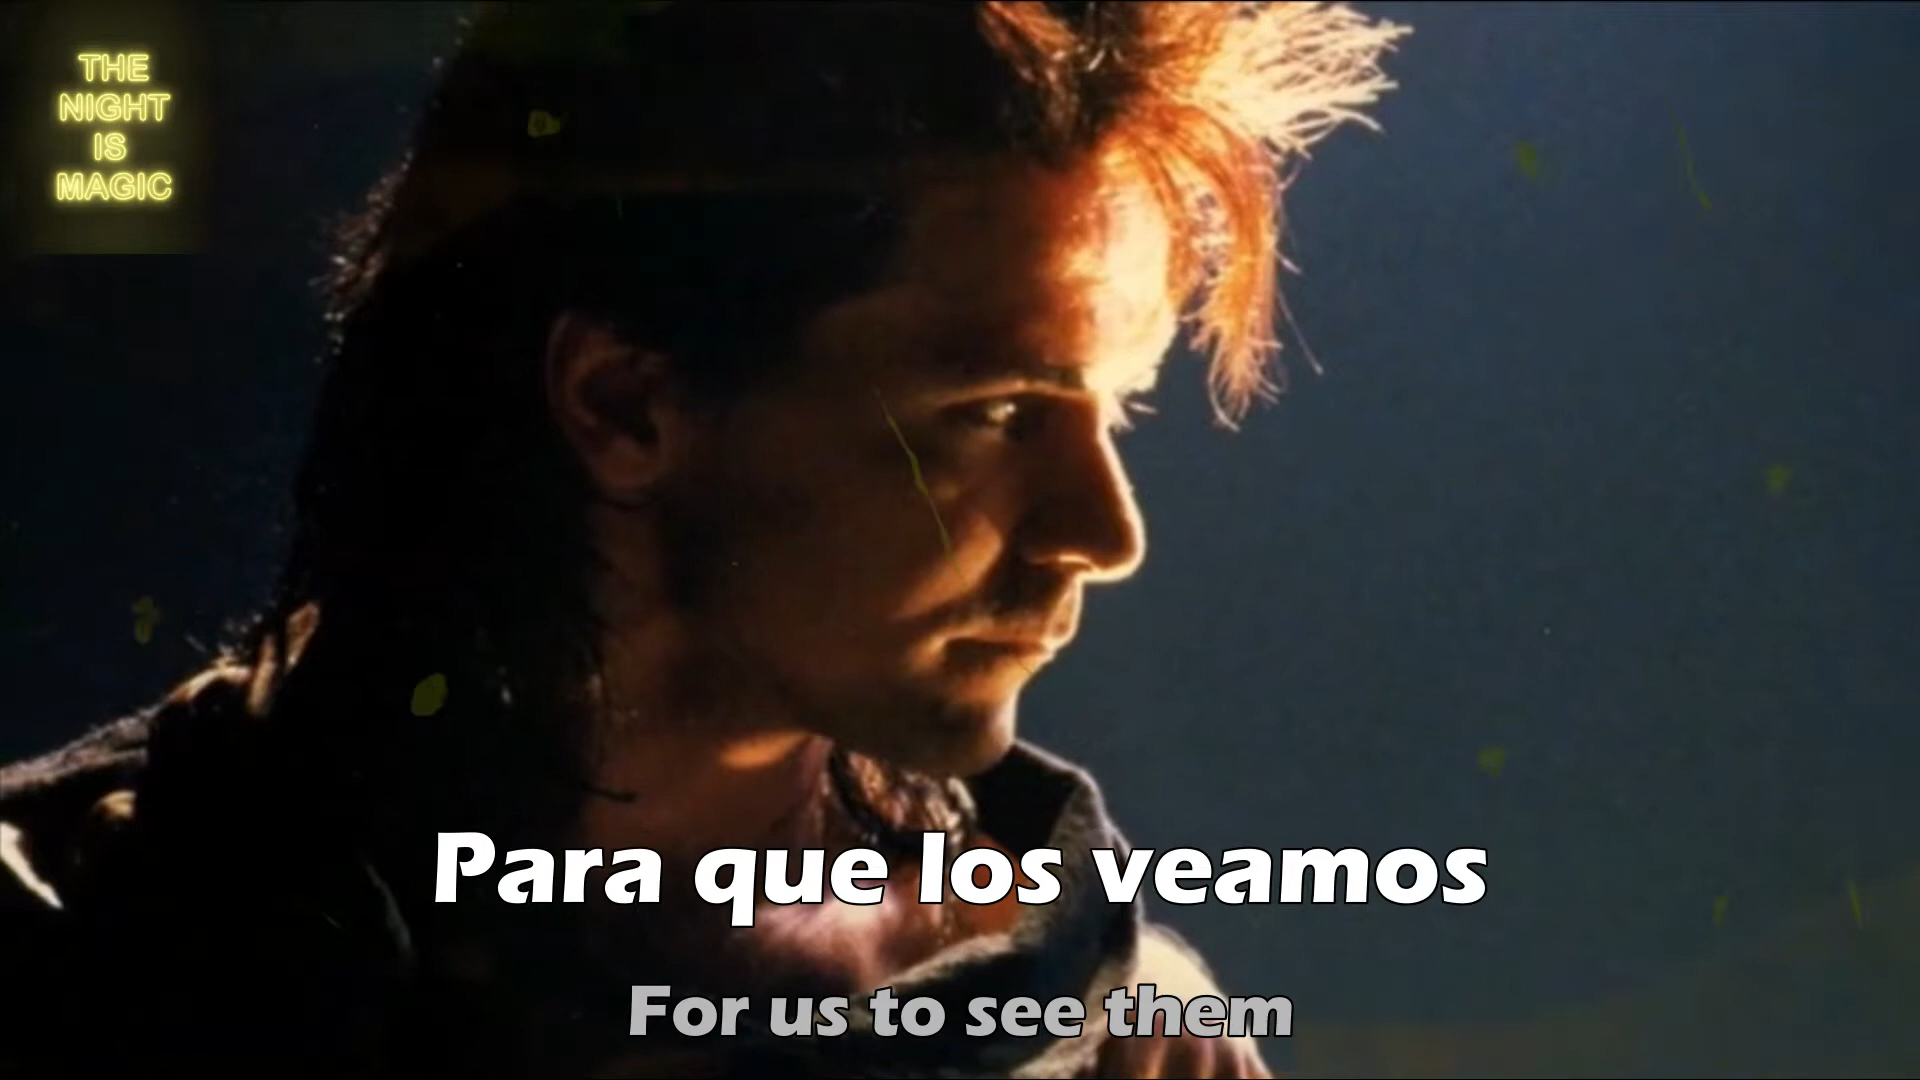 THE
NIGHT
IS
MAGIC
Para que los veamos
For us to see them